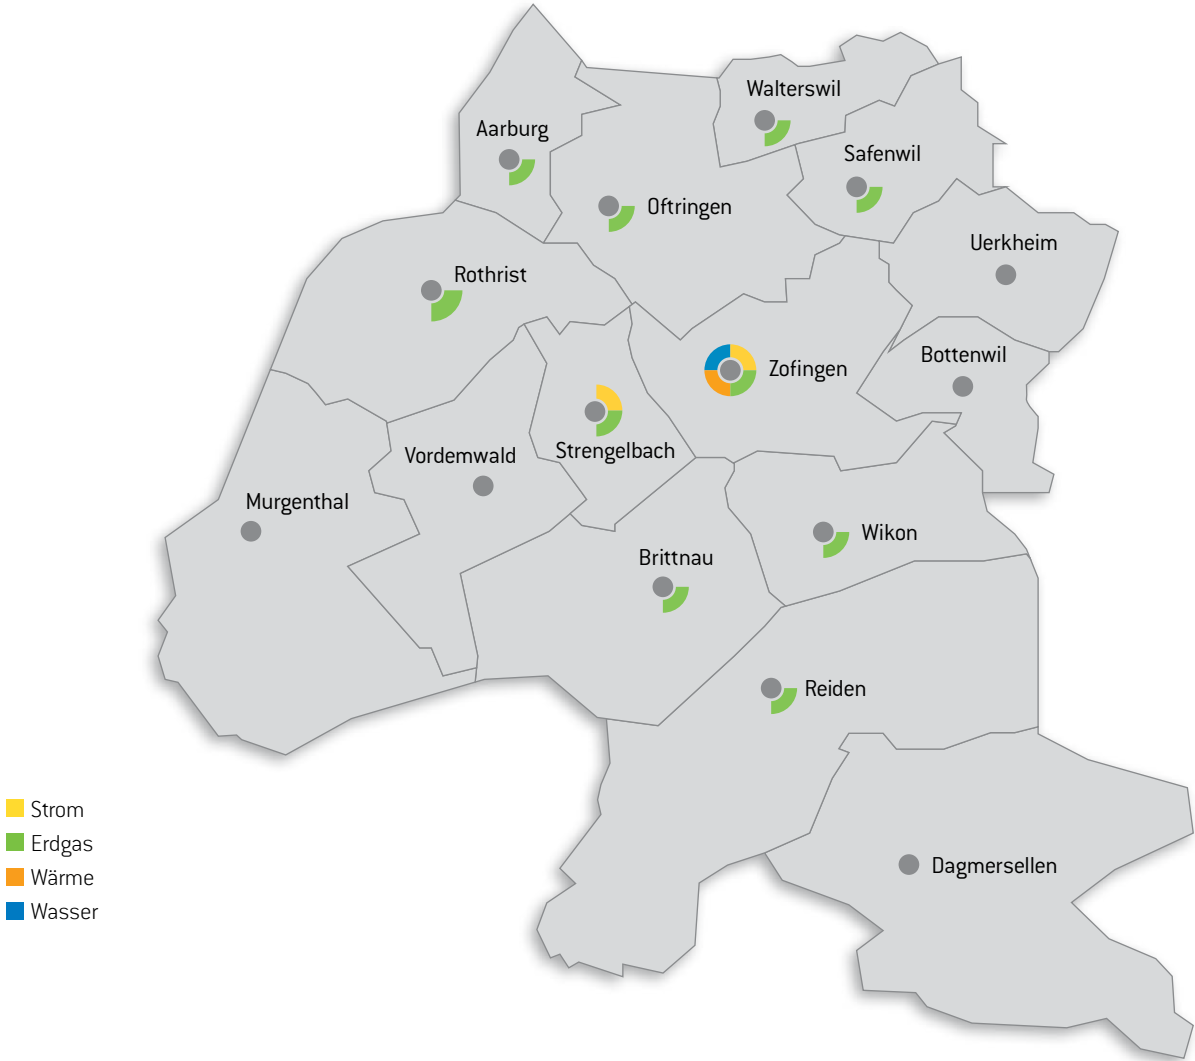 Walterswil
Aarburg
Safenwil
Oftringen
Uerkheim
Rothrist
Bottenwil
Zofingen
Strengelbach
Vordemwald
Murgenthal
Wikon
Brittnau
Reiden
Strom
Erdgas
Dagmersellen
Wärme
Wasser